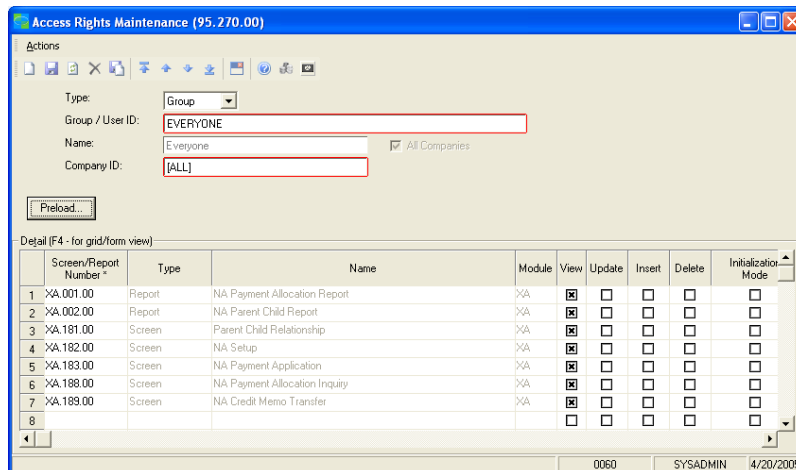 Access Rights Maintenance (95.270.00)
Actions
Type: Group
Group / User ID: EVERYONE
Name: Everyone All Companies
Company ID: [ALL]
Preload...
Detail (F4 - for grid/form view)
Screen/Report Number * Type Name Module View Update Insert Delete Initialization Mode
1 XA.001.00 Report NA Payment Allocation Report XA
2 XA.002.00 Report NA Parent Child Report XA
3 XA.181.00 Screen Parent Child Relationship XA
4 XA.182.00 Screen NA Setup XA
5 XA.183.00 Screen NA Payment Application XA
6 XA.188.00 Screen NA Payment Allocation Inquiry XA
7 XA.189.00 Screen NA Credit Memo Transfer XA
8
0060 SYSADMIN 4/20/200